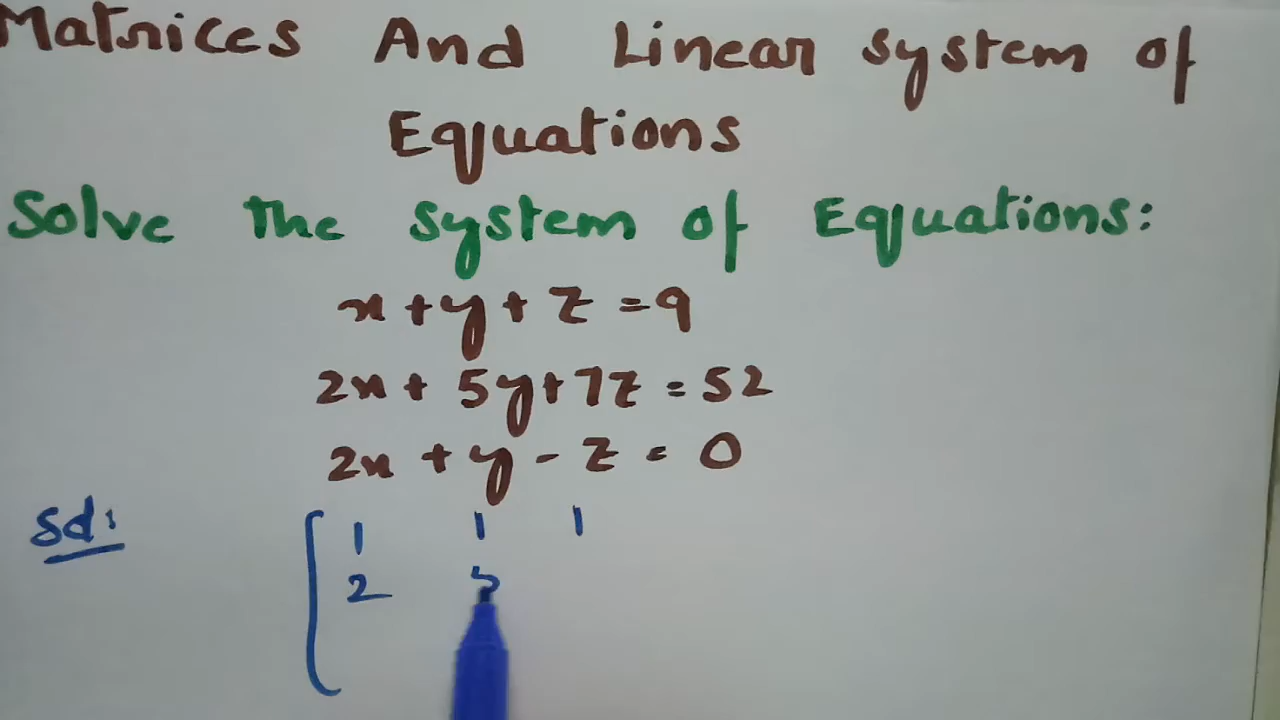 Matrices And Linear system of
Equations
Solve The system of Equations:
x + y + z = 9
2x + 5y + 7z = 52
2x + y - z = 0
Sol:
1 1 1
2 5